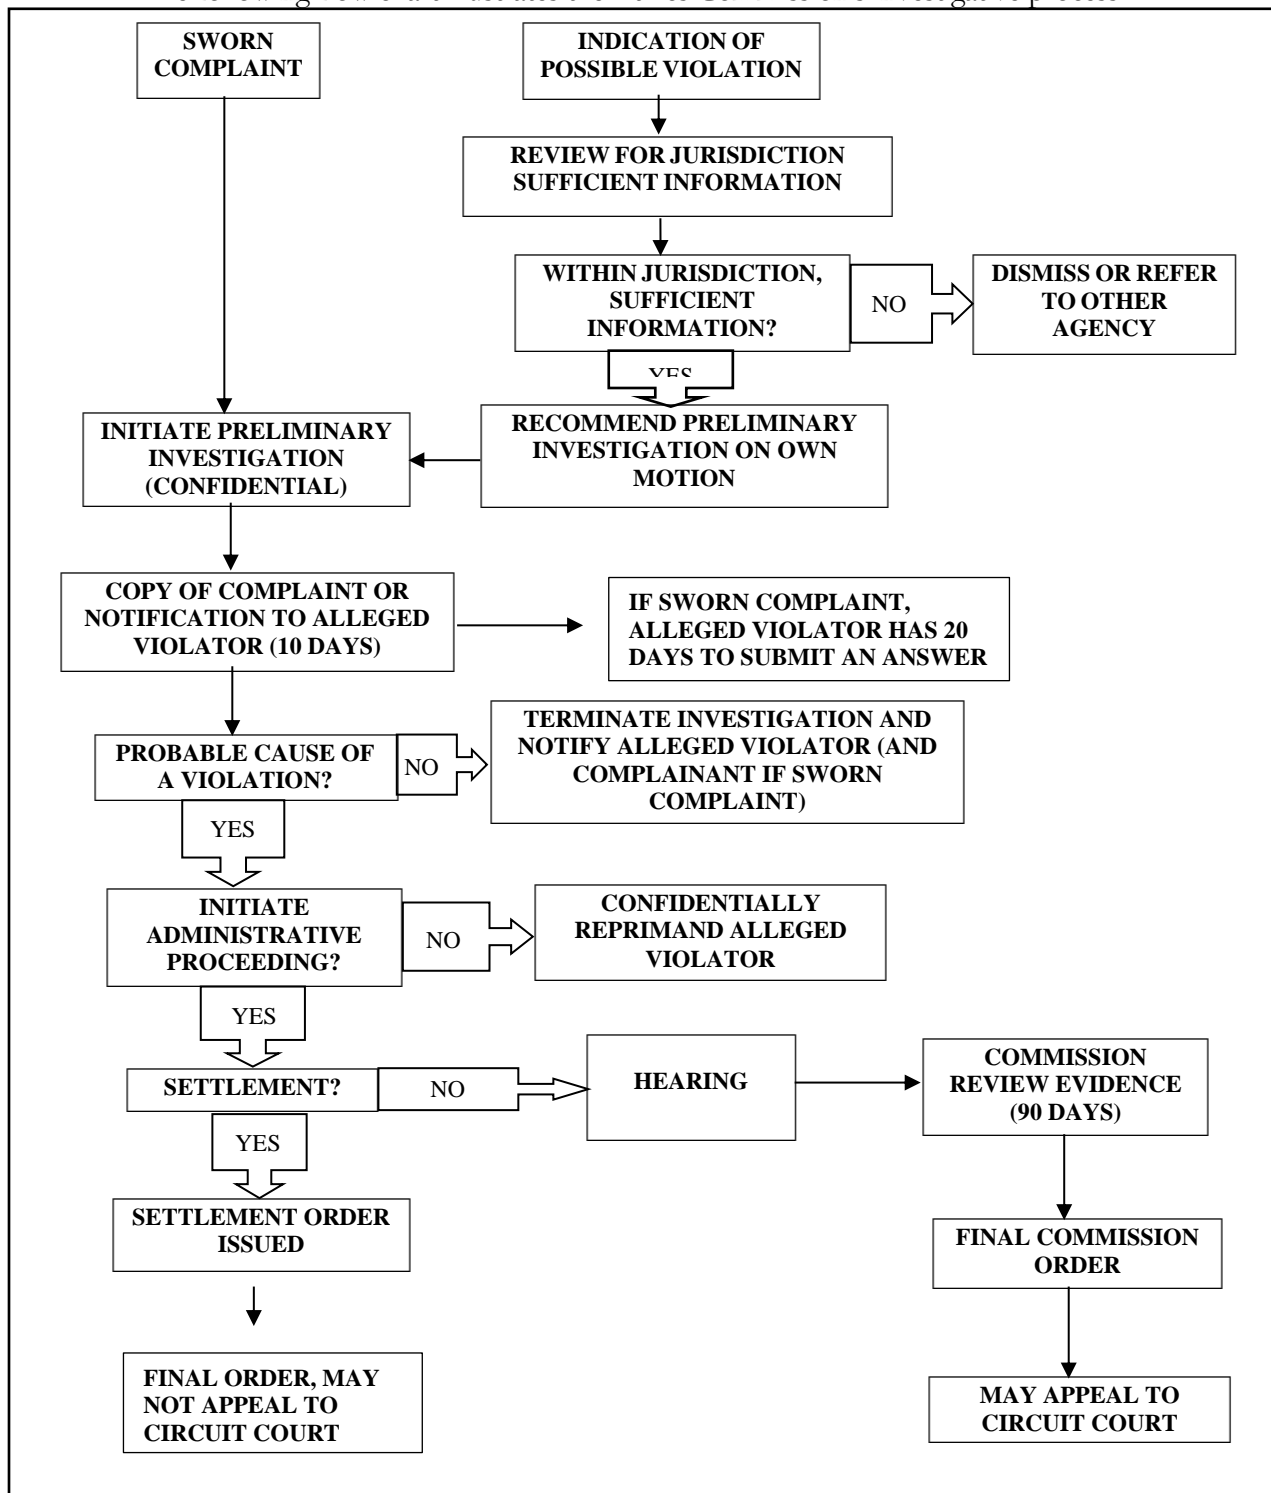 SWORN
COMPLAINT
INDICATION OF
POSSIBLE VIOLATION
REVIEW FOR JURISDICTION
SUFFICIENT INFORMATION
WITHIN JURISDICTION,
SUFFICIENT
INFORMATION?
NO
DISMISS OR REFER
TO OTHER
AGENCY
YES
INITIATE PRELIMINARY
INVESTIGATION
(CONFIDENTIAL)
RECOMMEND PRELIMINARY
INVESTIGATION ON OWN
MOTION
COPY OF COMPLAINT OR
NOTIFICATION TO ALLEGED
VIOLATOR (10 DAYS)
IF SWORN COMPLAINT,
ALLEGED VIOLATOR HAS 20
DAYS TO SUBMIT AN ANSWER
PROBABLE CAUSE OF
A VIOLATION?
NO
TERMINATE INVESTIGATION AND
NOTIFY ALLEGED VIOLATOR (AND
COMPLAINANT IF SWORN
COMPLAINT)
YES
INITIATE
ADMINISTRATIVE
PROCEEDING?
NO
CONFIDENTIALLY
REPRIMAND ALLEGED
VIOLATOR
YES
SETTLEMENT?
NO
HEARING
COMMISSION
REVIEW EVIDENCE
(90 DAYS)
YES
SETTLEMENT ORDER
ISSUED
FINAL COMMISSION
ORDER
FINAL ORDER, MAY
NOT APPEAL TO
CIRCUIT COURT
MAY APPEAL TO
CIRCUIT COURT